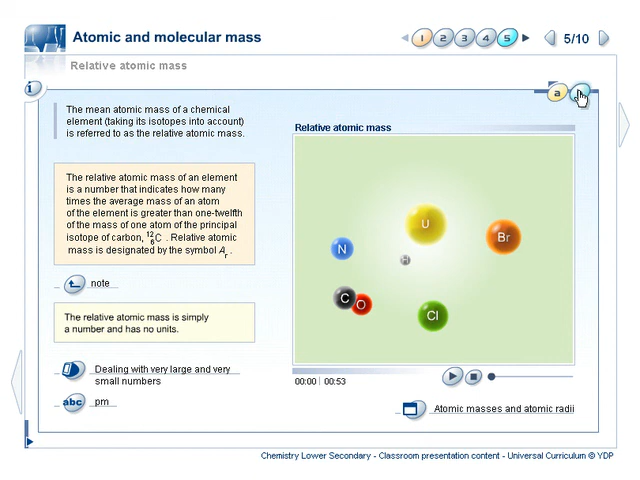 Atomic and molecular mass
1 2 3 4 5
5/10
Relative atomic mass
i
a
The mean atomic mass of a chemical
element (taking its isotopes into account)
is referred to as the relative atomic mass.
Relative atomic mass
The relative atomic mass of an element
is a number that indicates how many
times the average mass of an atom
of the element is greater than one-twelfth
of the mass of one atom of the principal
isotope of carbon, ¹²₆C . Relative atomic
mass is designated by the symbol Aᵣ .
U
Br
N
H
C
O
Cl
note
The relative atomic mass is simply
a number and has no units.
Dealing with very large and very
small numbers
00:00 | 00:53
abc pm
Atomic masses and atomic radii
Chemistry Lower Secondary - Classroom presentation content - Universal Curriculum © YDP